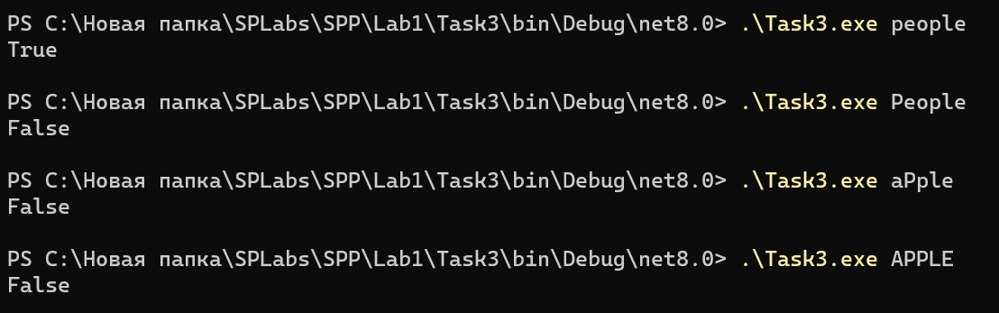 PS C:\Новая папка\SPLabs\SPP\Lab1\Task3\bin\Debug\net8.0> .\Task3.exe people
True
PS C:\Новая папка\SPLabs\SPP\Lab1\Task3\bin\Debug\net8.0> .\Task3.exe People
False
PS C:\Новая папка\SPLabs\SPP\Lab1\Task3\bin\Debug\net8.0> .\Task3.exe aPple
False
PS C:\Новая папка\SPLabs\SPP\Lab1\Task3\bin\Debug\net8.0> .\Task3.exe APPLE
False